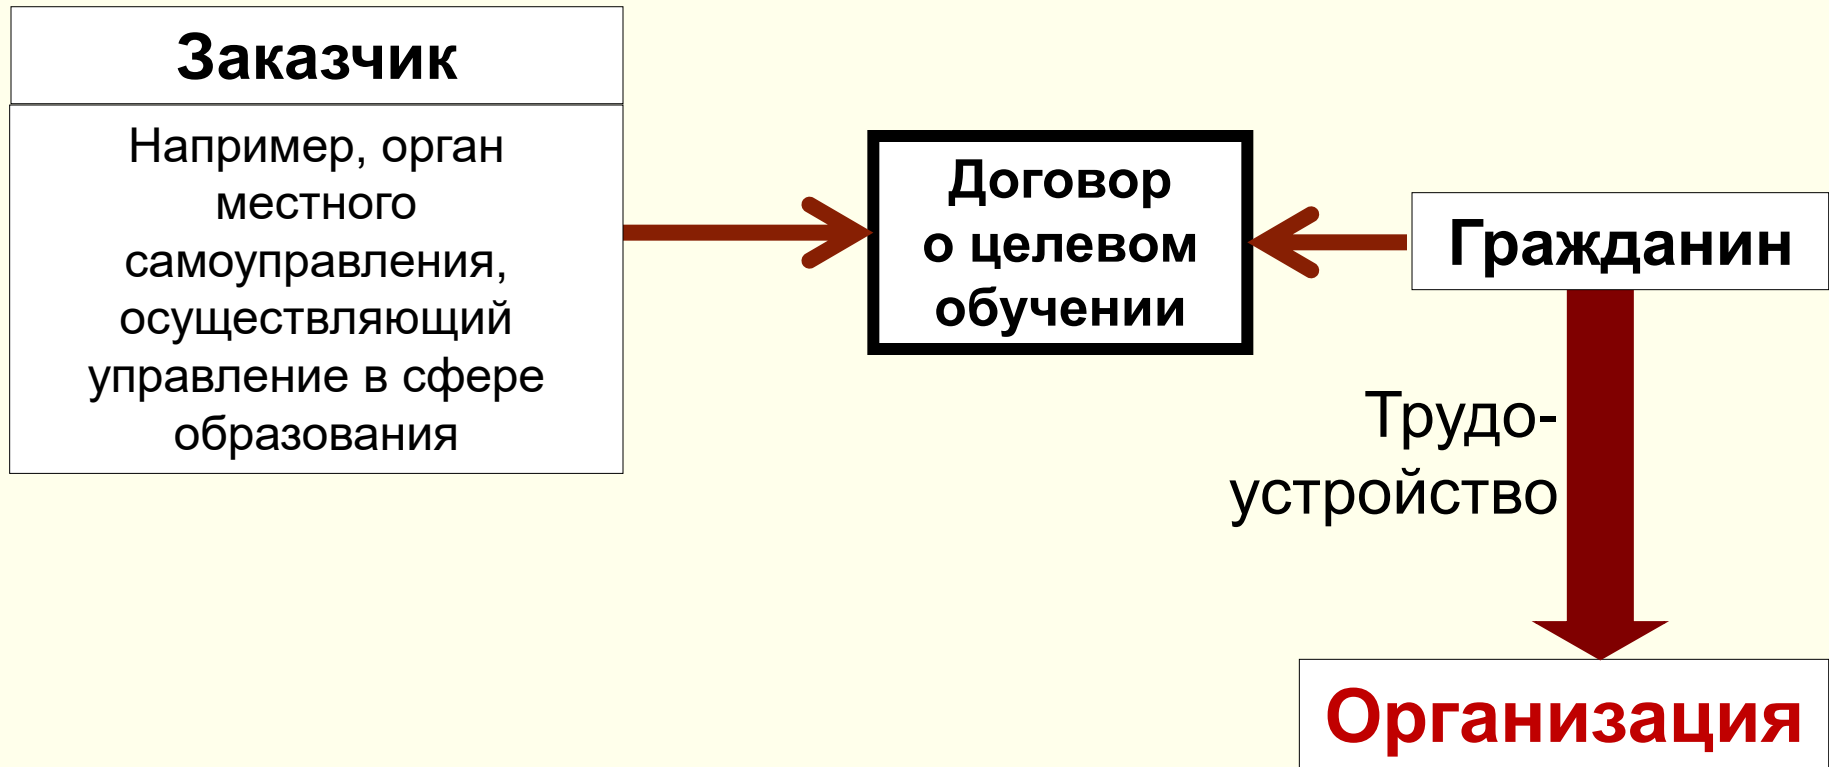 Заказчик
Например, орган
местного
самоуправления,
осуществляющий
управление в сфере
образования
Договор
о целевом
обучении
Гражданин
Трудо-
устройство
Организация